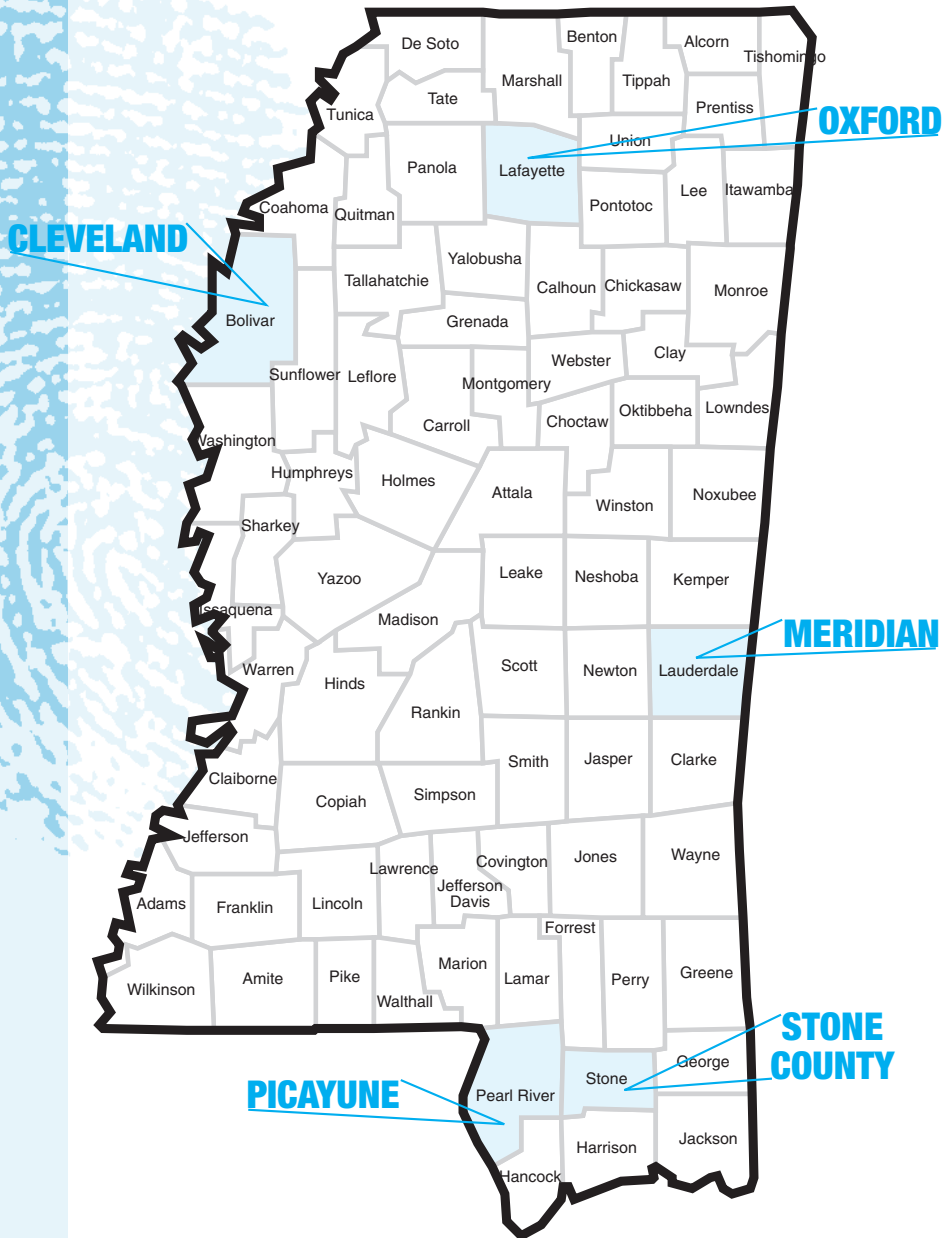 De Soto
Benton
Alcorn
Tishomingo
Marshall
Tippah
Tate
Prentiss
Tunica
OXFORD
Union
Panola
Lafayette
Lee
Itawamba
Pontotoc
Coahoma
Quitman
CLEVELAND
Yalobusha
Tallahatchie
Calhoun
Chickasaw
Monroe
Bolivar
Grenada
Webster
Clay
Sunflower
Leflore
Montgomery
Carroll
Choctaw
Oktibbeha
Lowndes
Washington
Humphreys
Holmes
Attala
Winston
Noxubee
Sharkey
Yazoo
Leake
Neshoba
Kemper
Issaquena
Madison
MERIDIAN
Warren
Hinds
Scott
Newton
Lauderdale
Rankin
Smith
Jasper
Clarke
Claiborne
Copiah
Simpson
Jefferson
Lawrence
Covington
Jones
Wayne
Jefferson
Davis
Adams
Franklin
Lincoln
Forrest
Marion
Lamar
Perry
Greene
Wilkinson
Amite
Pike
Walthall
STONE
COUNTY
George
Stone
PICAYUNE
Pearl River
Harrison
Jackson
Hancock